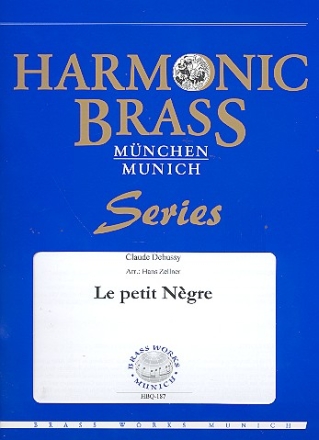 HARMONIC
BRASS
MÜNCHEN
MUNICH
Series
Claude Debussy
Arr.: Hans Zellner
Le petit Nègre
BRASS WORKS
MUNICH
HBQ-187
BRASS WORKS MUNICH